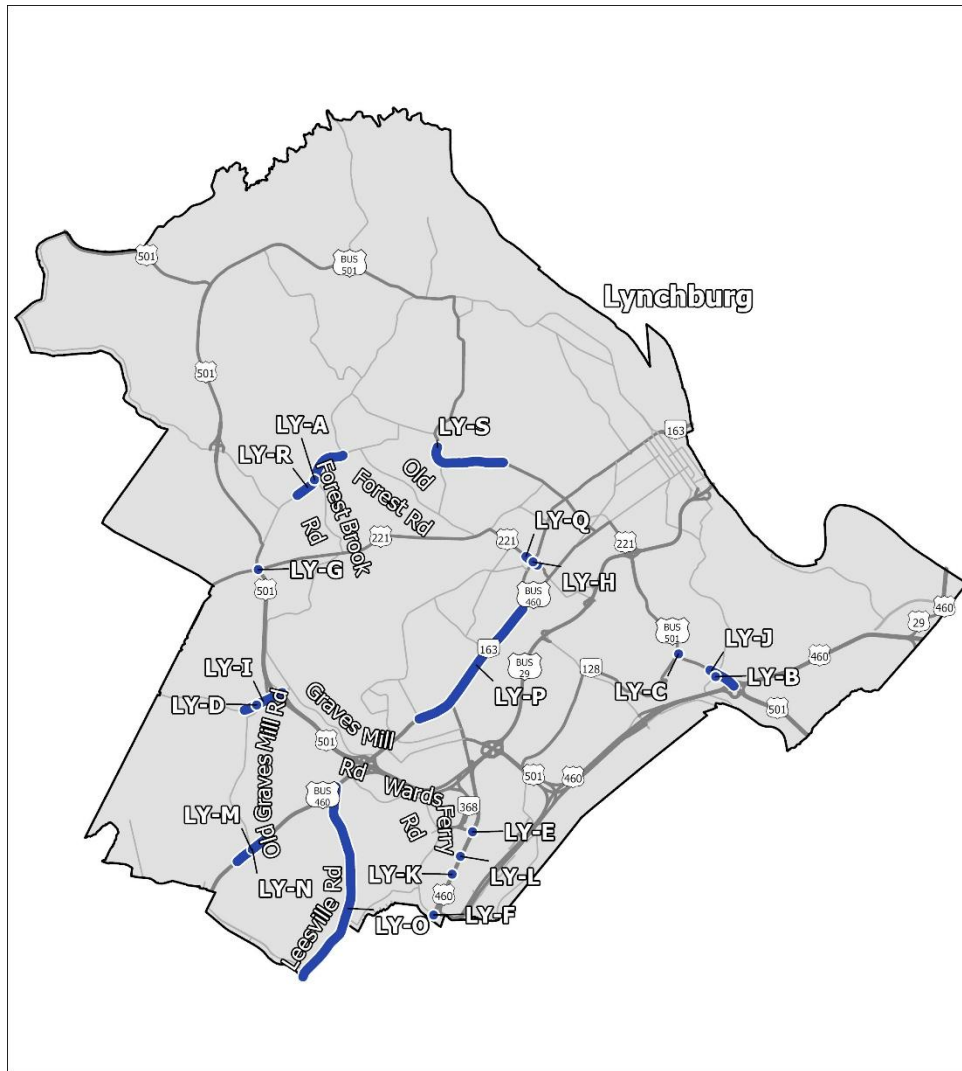 501
BUS
501
Lynchburg
501
LY-A
LY-S
163
LY-R
Old
Forest Rd
Forest Brook
Rd
221
221
LY-Q
221
LY-G
LY-H
501
BUS
460
460
29
BUS
501
LY-J
163
LY-I
BUS
29
128
460
LY-C
LY-B
LY-D
LY-P
501
Graves Mill
Rd
501
Old Graves Mill Rd
501
460
BUS
460
Wards
Ferry
Rd
368
LY-M
LY-E
LY-N
LY-L
LY-K
460
Leesville Rd
LY-O
LY-F